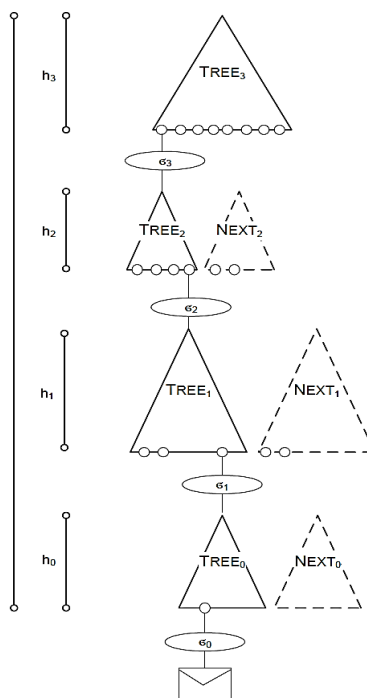 h₃
TREE₃
σ₃
h₂
TREE₂
NEXT₂
σ₂
h₁
TREE₁
NEXT₁
σ₁
h₀
TREE₀
NEXT₀
σ₀